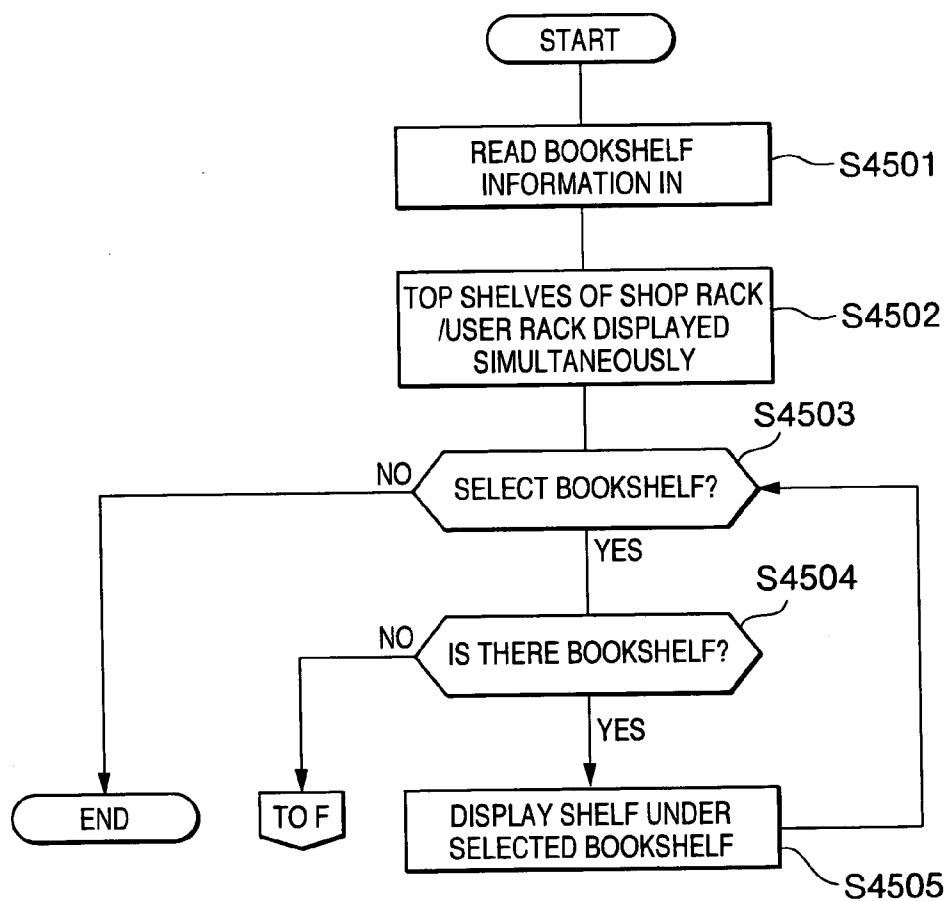 START
READ BOOKSHELF
INFORMATION IN
S4501
TOP SHELVES OF SHOP RACK
/USER RACK DISPLAYED
SIMULTANEOUSLY
S4502
S4503
NO
SELECT BOOKSHELF?
YES
S4504
NO
IS THERE BOOKSHELF?
YES
END
TO F
DISPLAY SHELF UNDER
SELECTED BOOKSHELF
S4505